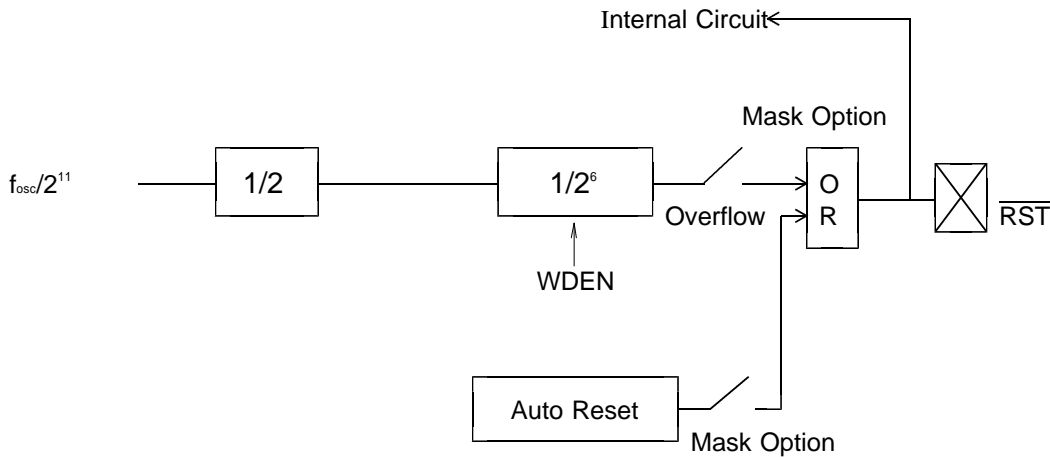 Internal Circuit
Mask Option
fosc/2¹¹
1/2
1/2⁶
O
R
Overflow
RST
WDEN
Auto Reset
Mask Option